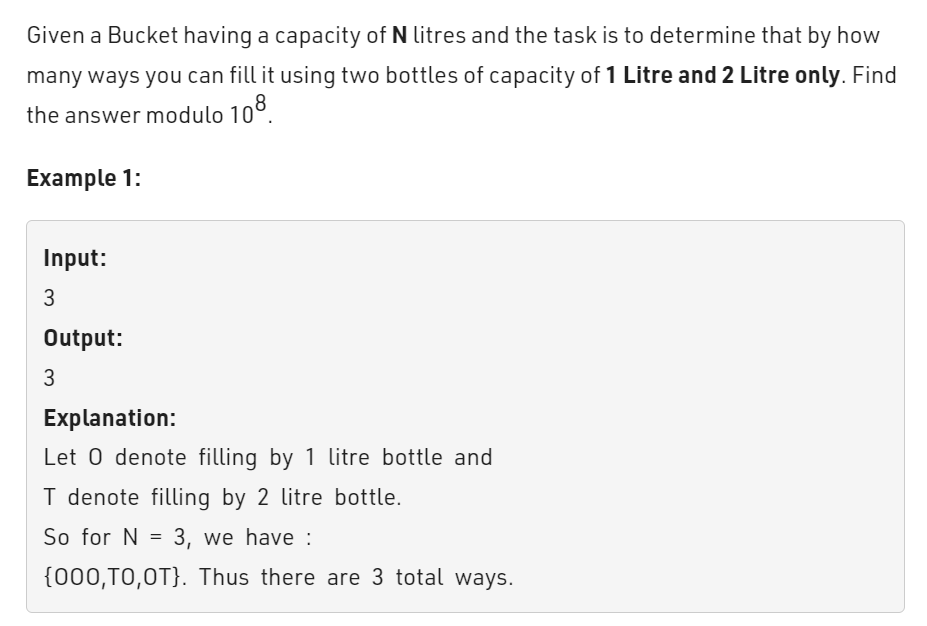 Given a Bucket having a capacity of N litres and the task is to determine that by how
many ways you can fill it using two bottles of capacity of 1 Litre and 2 Litre only. Find
the answer modulo 10⁸.
Example 1:
Input:
3
Output:
3
Explanation:
Let O denote filling by 1 litre bottle and
T denote filling by 2 litre bottle.
So for N = 3, we have :
{OOO,TO,OT}. Thus there are 3 total ways.